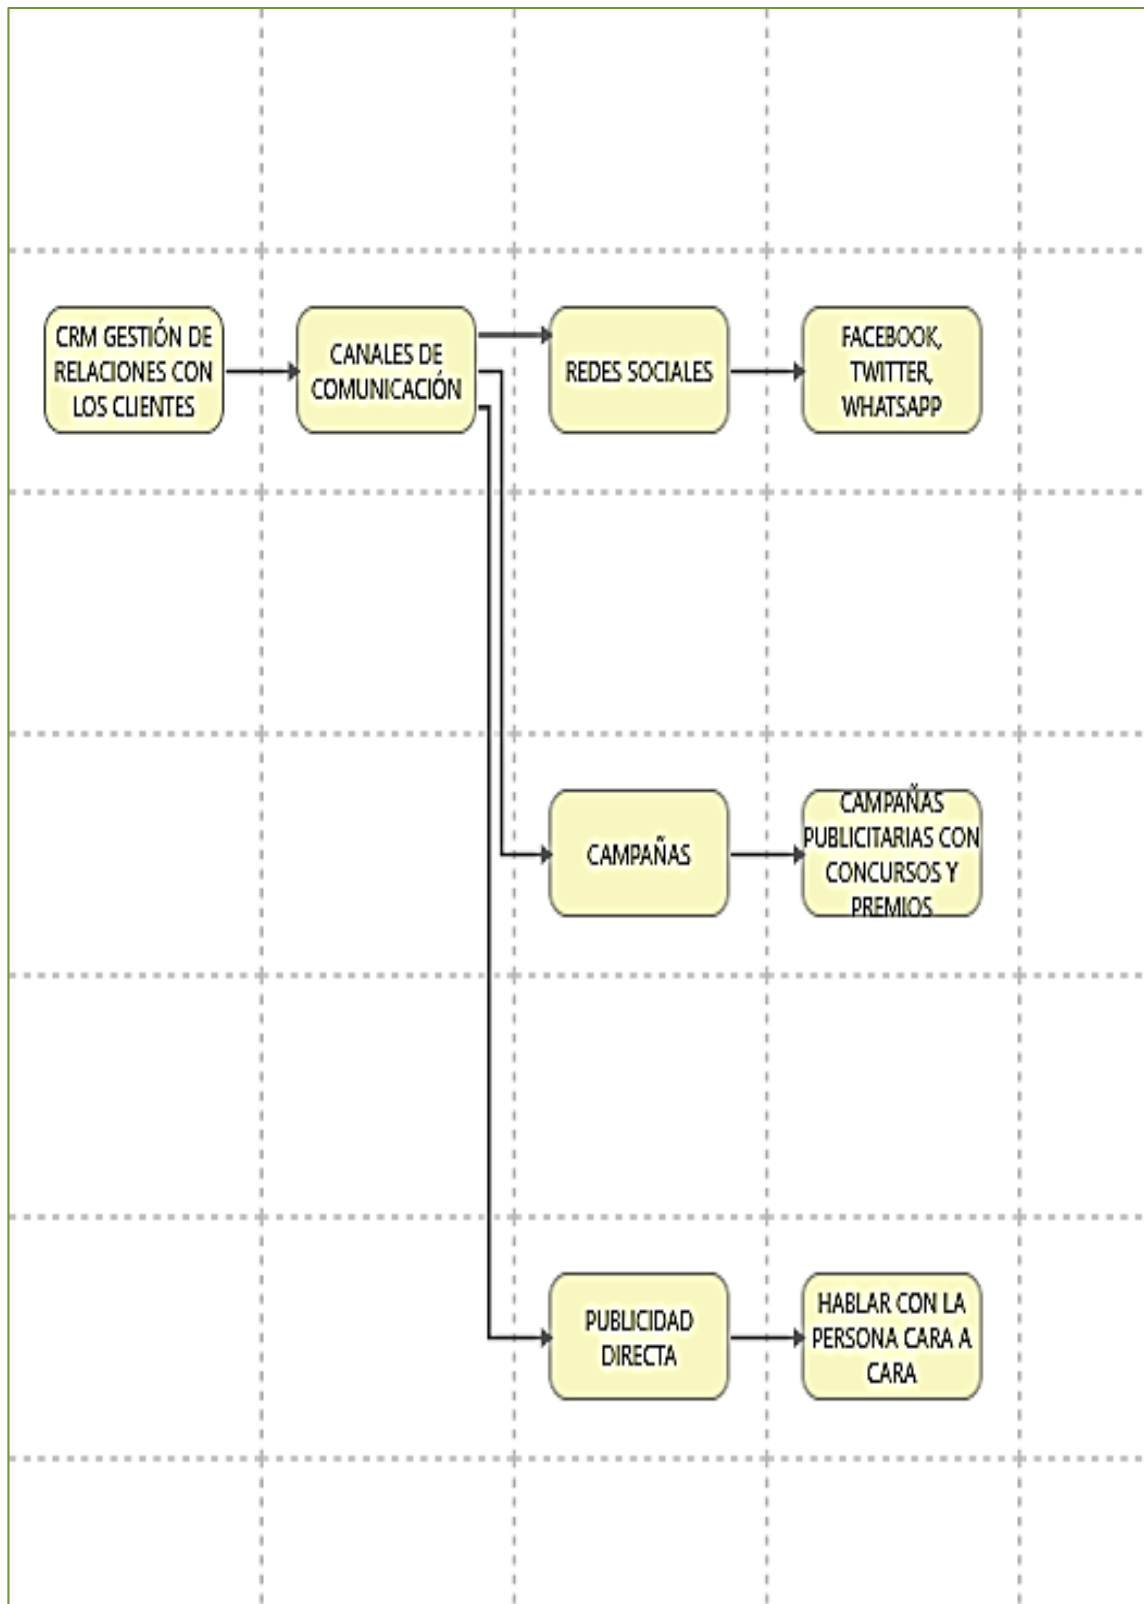 CRM GESTIÓN DE
RELACIONES CON
LOS CLIENTES
CANALES DE
COMUNICACIÓN
REDES SOCIALES
FACEBOOK,
TWITTER,
WHATSAPP
CAMPAÑAS
CAMPAÑAS
PUBLICITARIAS CON
CONCURSOS Y
PREMIOS
PUBLICIDAD
DIRECTA
HABLAR CON LA
PERSONA CARA A
CARA